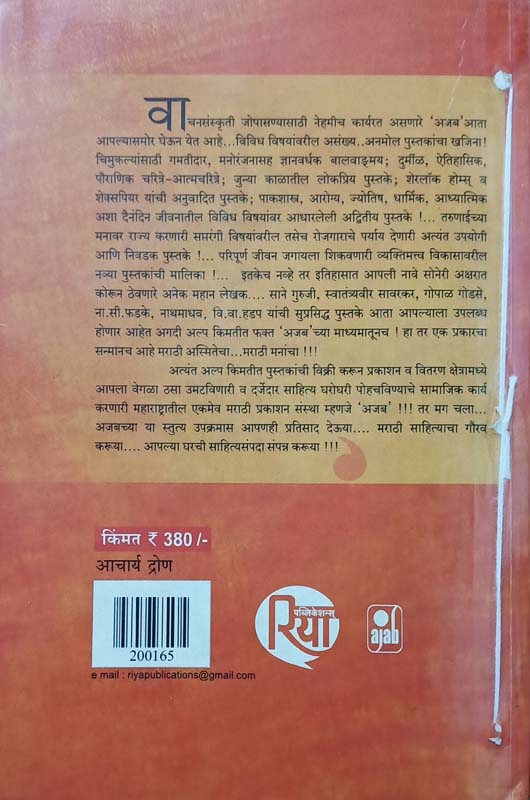 वाचनसंस्कृती जोपासण्यासाठी नेहमीच कार्यरत असणारे ‘अजब’ आता
आपल्यासमोर घेऊन येत आहे...विविध विषयांवरील असंख्य..अनमोल पुस्तकांचा खजिना!
चिमुकल्यांसाठी गमतीदार, मनोरंजनासह ज्ञानवर्धक बालवाङ्मय; दुर्मीळ, ऐतिहासिक,
पौराणिक चरित्रे-आत्मचरित्रे; जुन्या काळातील लोकप्रिय पुस्तके; शेरलॉक होम्स् व
शेक्सपियर यांची अनुवादित पुस्तके; पाकशास्त्र, आरोग्य, ज्योतिष, धार्मिक, आध्यात्मिक
अशा दैनंदिन जीवनातील विविध विषयांवर आधारलेली अद्वितीय पुस्तके !... तरुणाईच्या
मनावर राज्य करणारी सप्तरंगी विषयांवरील तसेच रोजगाराचे पर्याय देणारी अत्यंत उपयोगी
आणि निवडक पुस्तके !... परिपूर्ण जीवन जगायला शिकवणारी व्यक्तिमत्त्व विकासावरील
नव्या पुस्तकांची मालिका !... इतकेच नव्हे तर इतिहासात आपली नावे सोनेरी अक्षरात
कोरून ठेवणारे अनेक महान लेखक.... साने गुरुजी, स्वातंत्र्यवीर सावरकर, गोपाळ गोडसे,
ना.सी.फडके, नाथमाधव, वि.वा.हडप यांची सुप्रसिद्ध पुस्तके आता आपल्याला उपलब्ध
होणार आहेत अगदी अल्प किमतीत फक्त ‘अजब’च्या माध्यमातूनच ! हा तर एक प्रकारचा
सन्मानच आहे मराठी अस्मितेचा...मराठी मनांचा !!!
अत्यंत अल्प किमतीत पुस्तकांची विक्री करून प्रकाशन व वितरण क्षेत्रामध्ये
आपला वेगळा ठसा उमटविणारी व दर्जेदार साहित्य घरोघरी पोहचविण्याचे सामाजिक कार्य
करणारी महाराष्ट्रातील एकमेव मराठी प्रकाशन संस्था म्हणजे ‘अजब’ !!! तर मग चला...
अजबच्या या स्तुत्य उपक्रमास आपणही प्रतिसाद देऊया.... मराठी साहित्याचा गौरव
करूया.... आपल्या घरची साहित्यसंपदा संपन्न करूया !!!
किंमत ₹ 380/-
आचार्य द्रोण
200165
पब्लिकेशन्स्
रिया
ajab
e mail : riyapublications@gmail.com